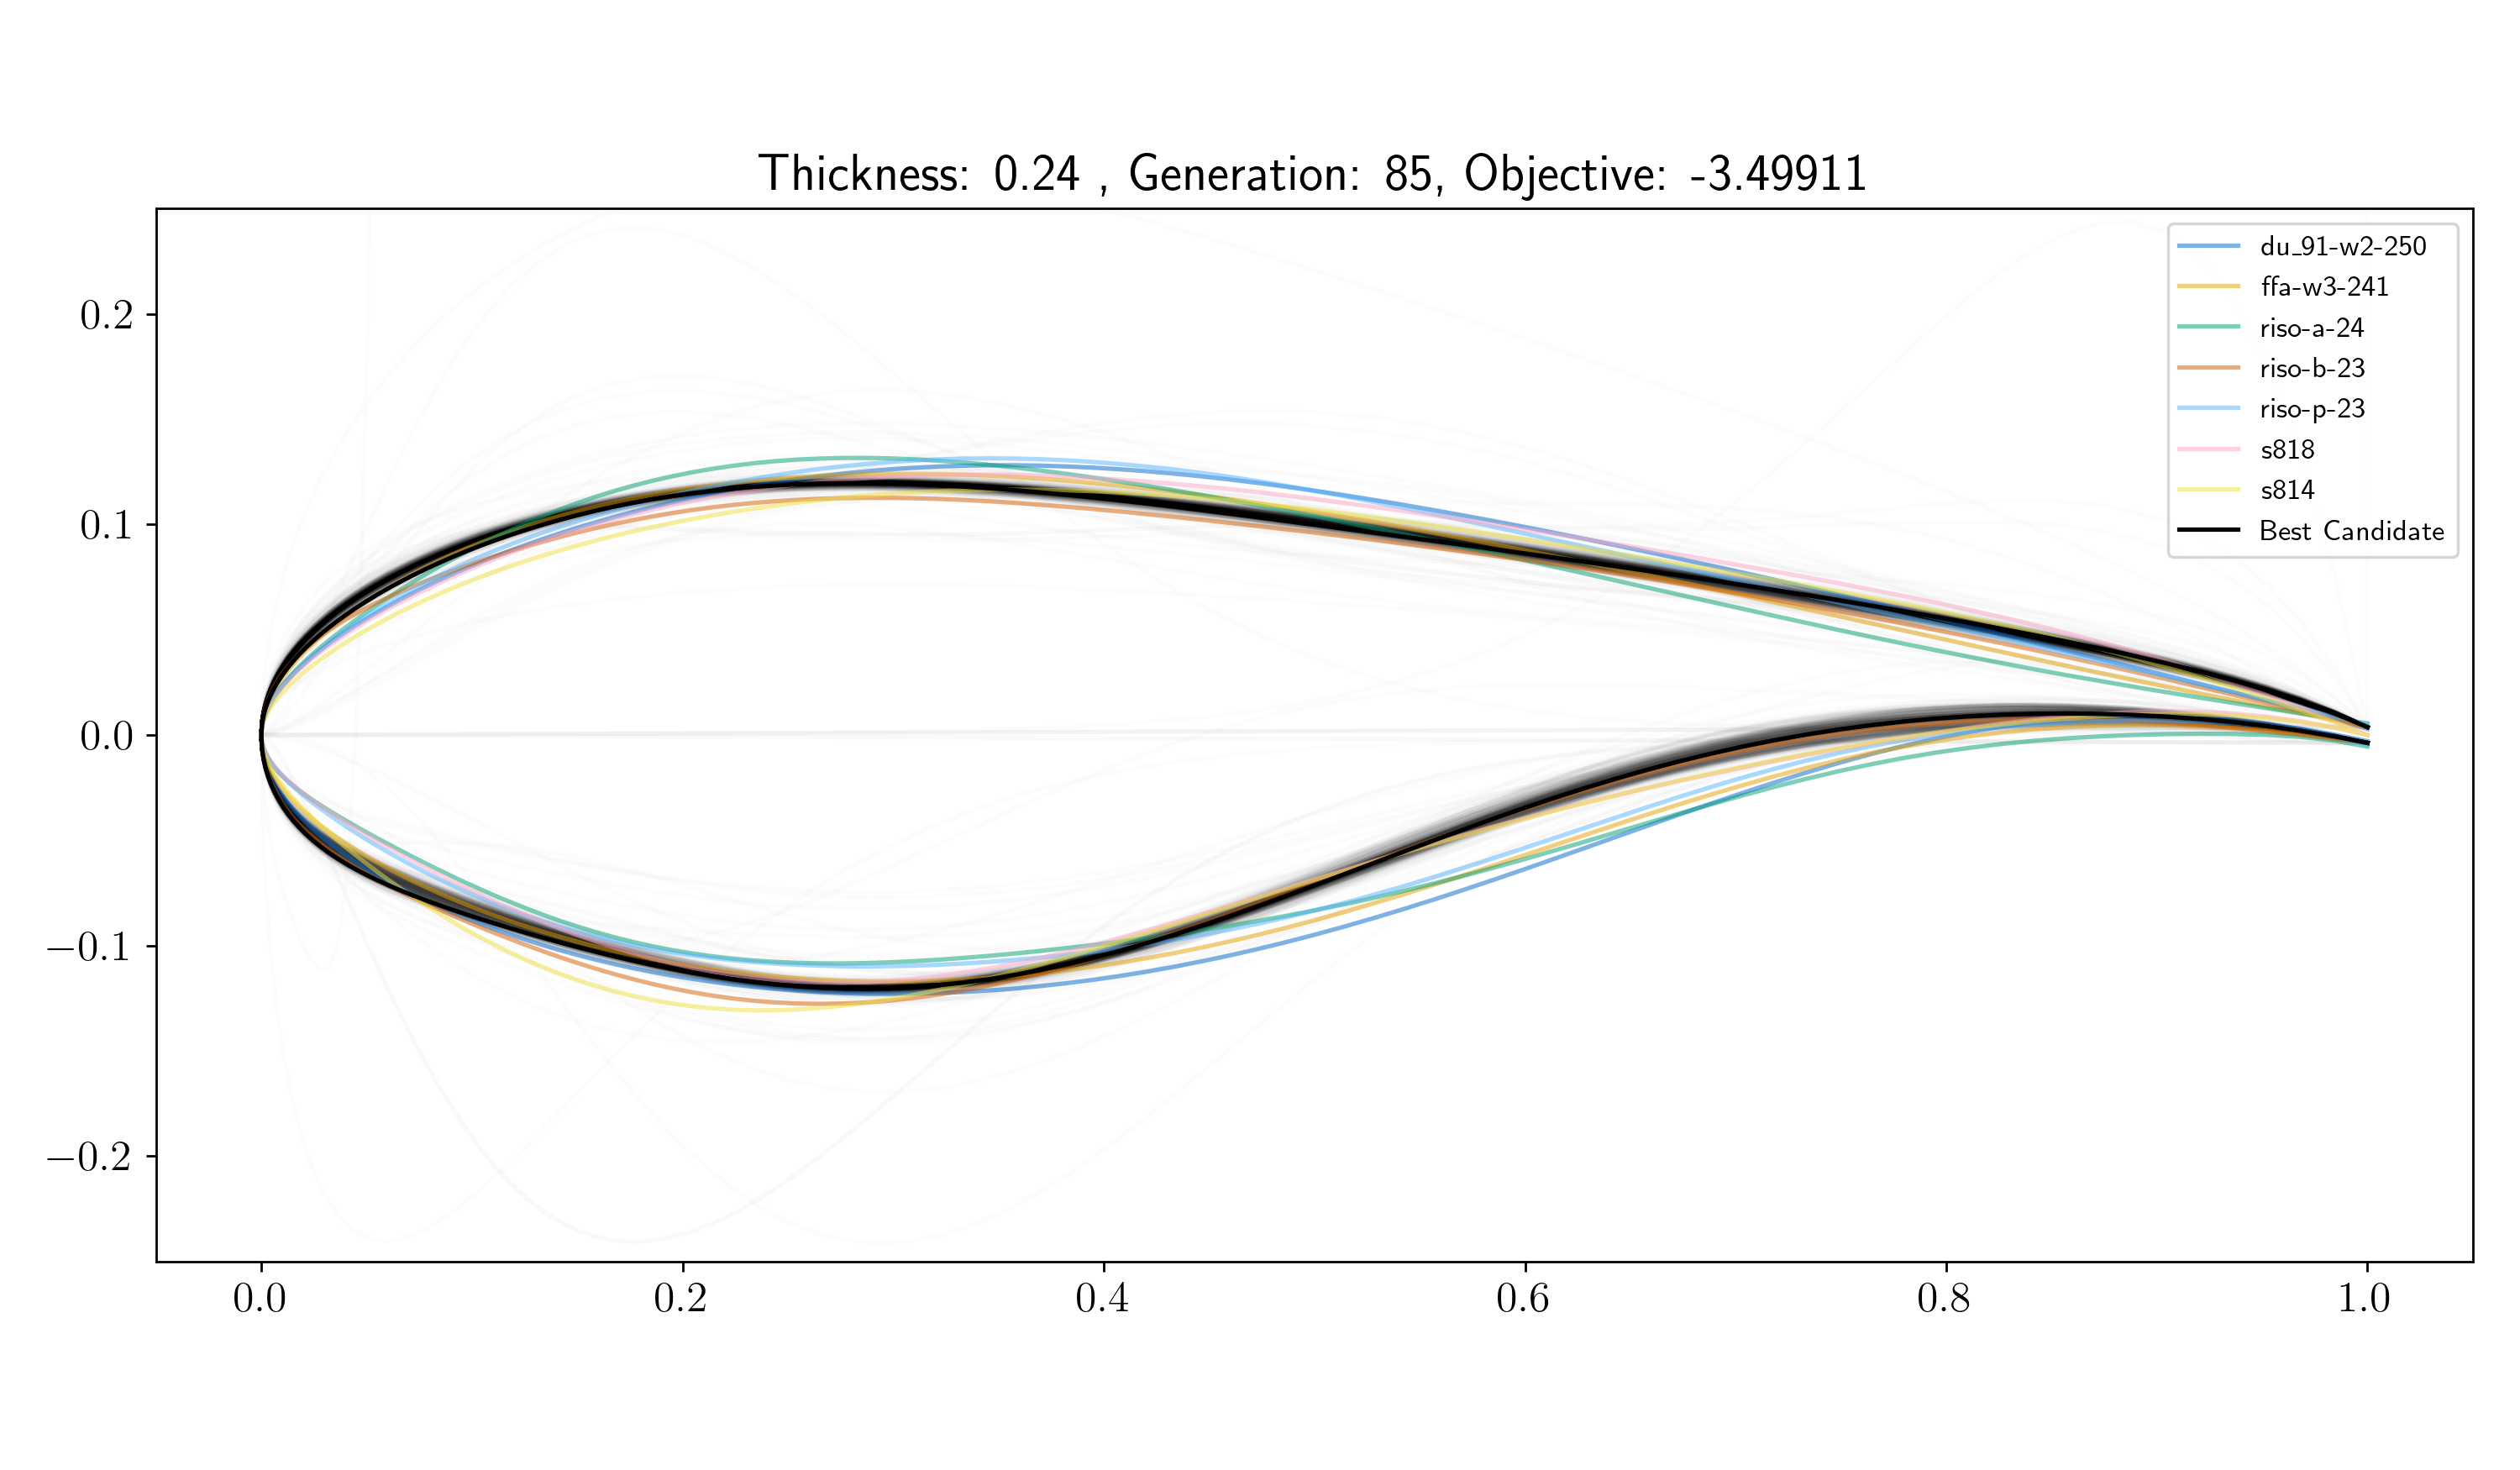 Thickness: 0.24 , Generation: 85, Objective: -3.49911
du_91-w2-250
ffa-w3-241
riso-a-24
riso-b-23
riso-p-23
s818
s814
Best Candidate
0.2
0.1
0.0
−0.1
−0.2
0.0 0.2 0.4 0.6 0.8 1.0